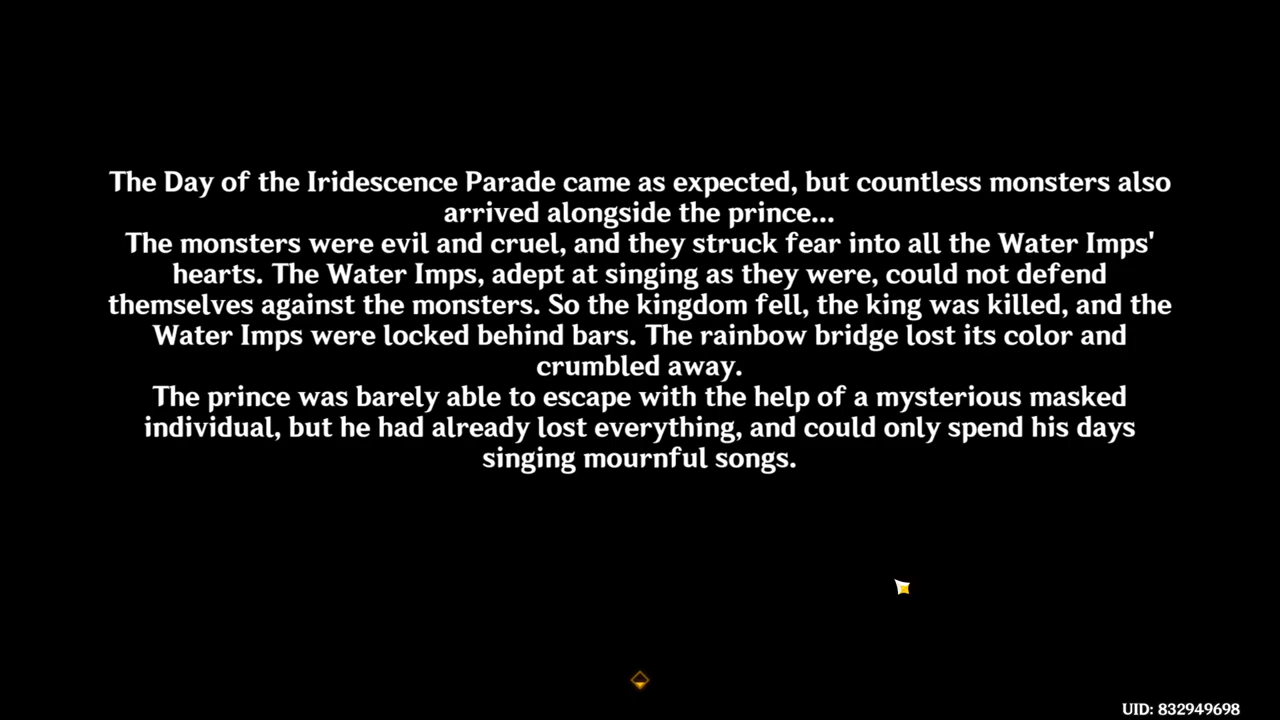 The Day of the Iridescence Parade came as expected, but countless monsters also
arrived alongside the prince...
The monsters were evil and cruel, and they struck fear into all the Water Imps'
hearts. The Water Imps, adept at singing as they were, could not defend
themselves against the monsters. So the kingdom fell, the king was killed, and the
Water Imps were locked behind bars. The rainbow bridge lost its color and
crumbled away.
The prince was barely able to escape with the help of a mysterious masked
individual, but he had already lost everything, and could only spend his days
singing mournful songs.
UID: 832949698